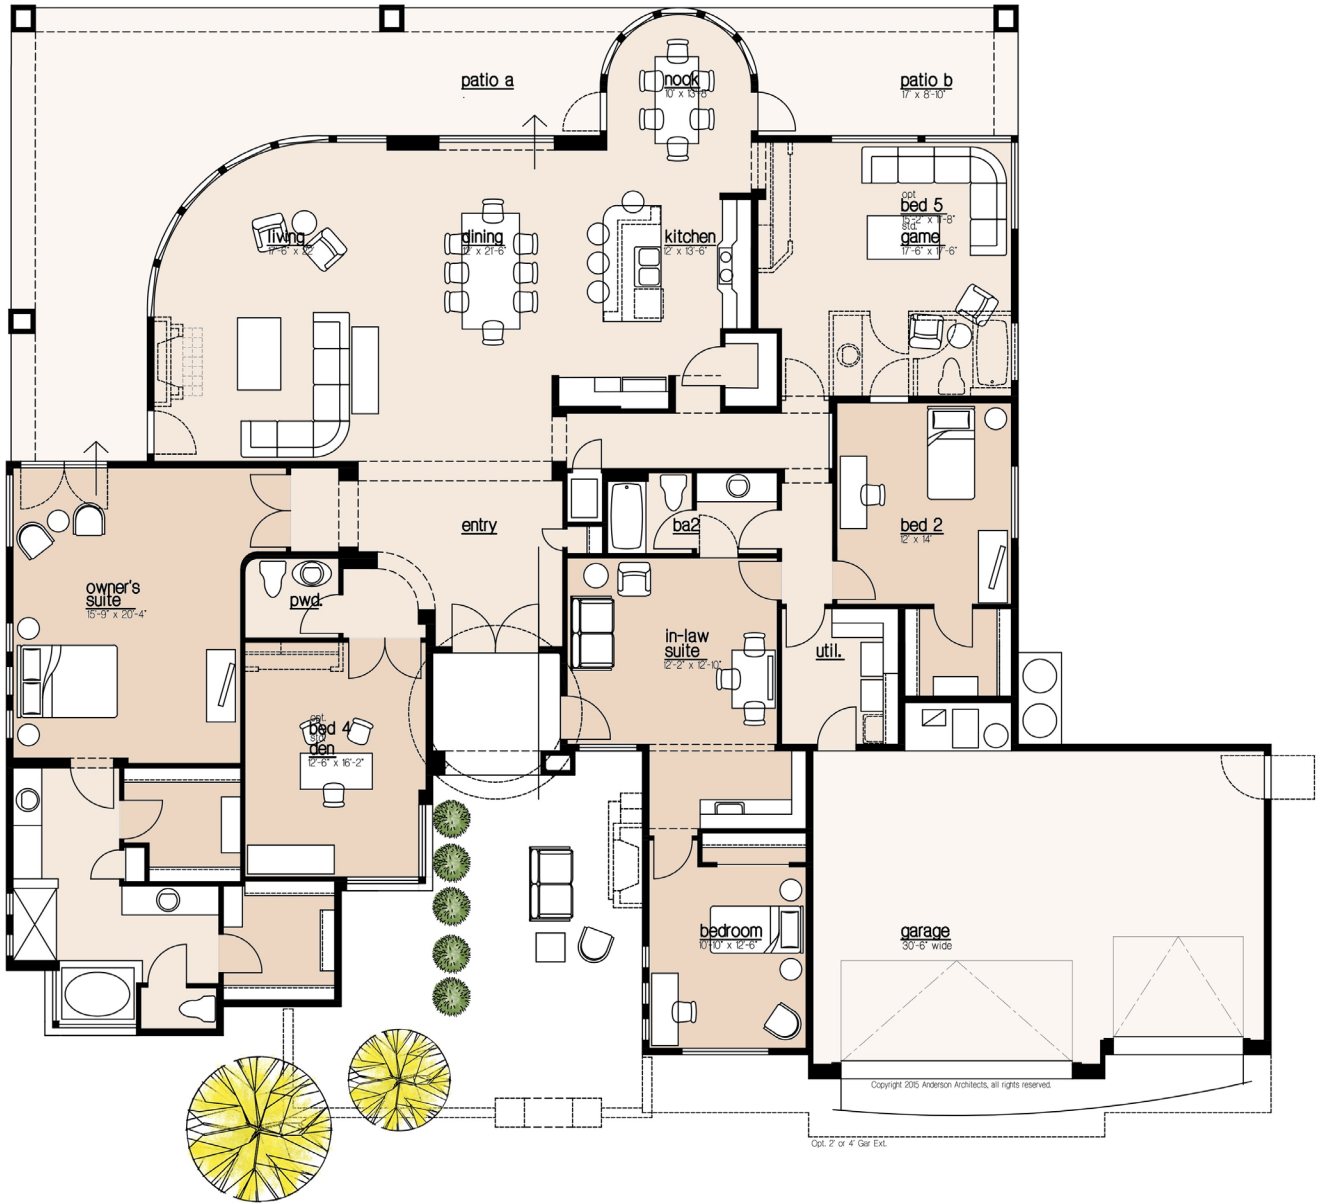 patio a
nook
10' x 13'-8"
patio b
17' x 8'-10"
living
17'-6" x 22'
dining
12' x 21'-6"
kitchen
12' x 13'-6"
opt.
bed 5
15'-2" x 11'-8"
std.
game
17'-6" x 17'-6"
entry
ba2
bed 2
12' x 14'
owner's
suite
15'-9" x 20'-4"
pwd.
in-law
suite
12'-2" x 12'-10"
util.
opt.
bed 4
std.
den
12'-6" x 16'-2"
bedroom
10'-10" x 12'-6"
garage
30'-6" wide
Copyright 2015 Anderson Architects, all rights reserved.
Opt. 2' or 4' Gar Ext.